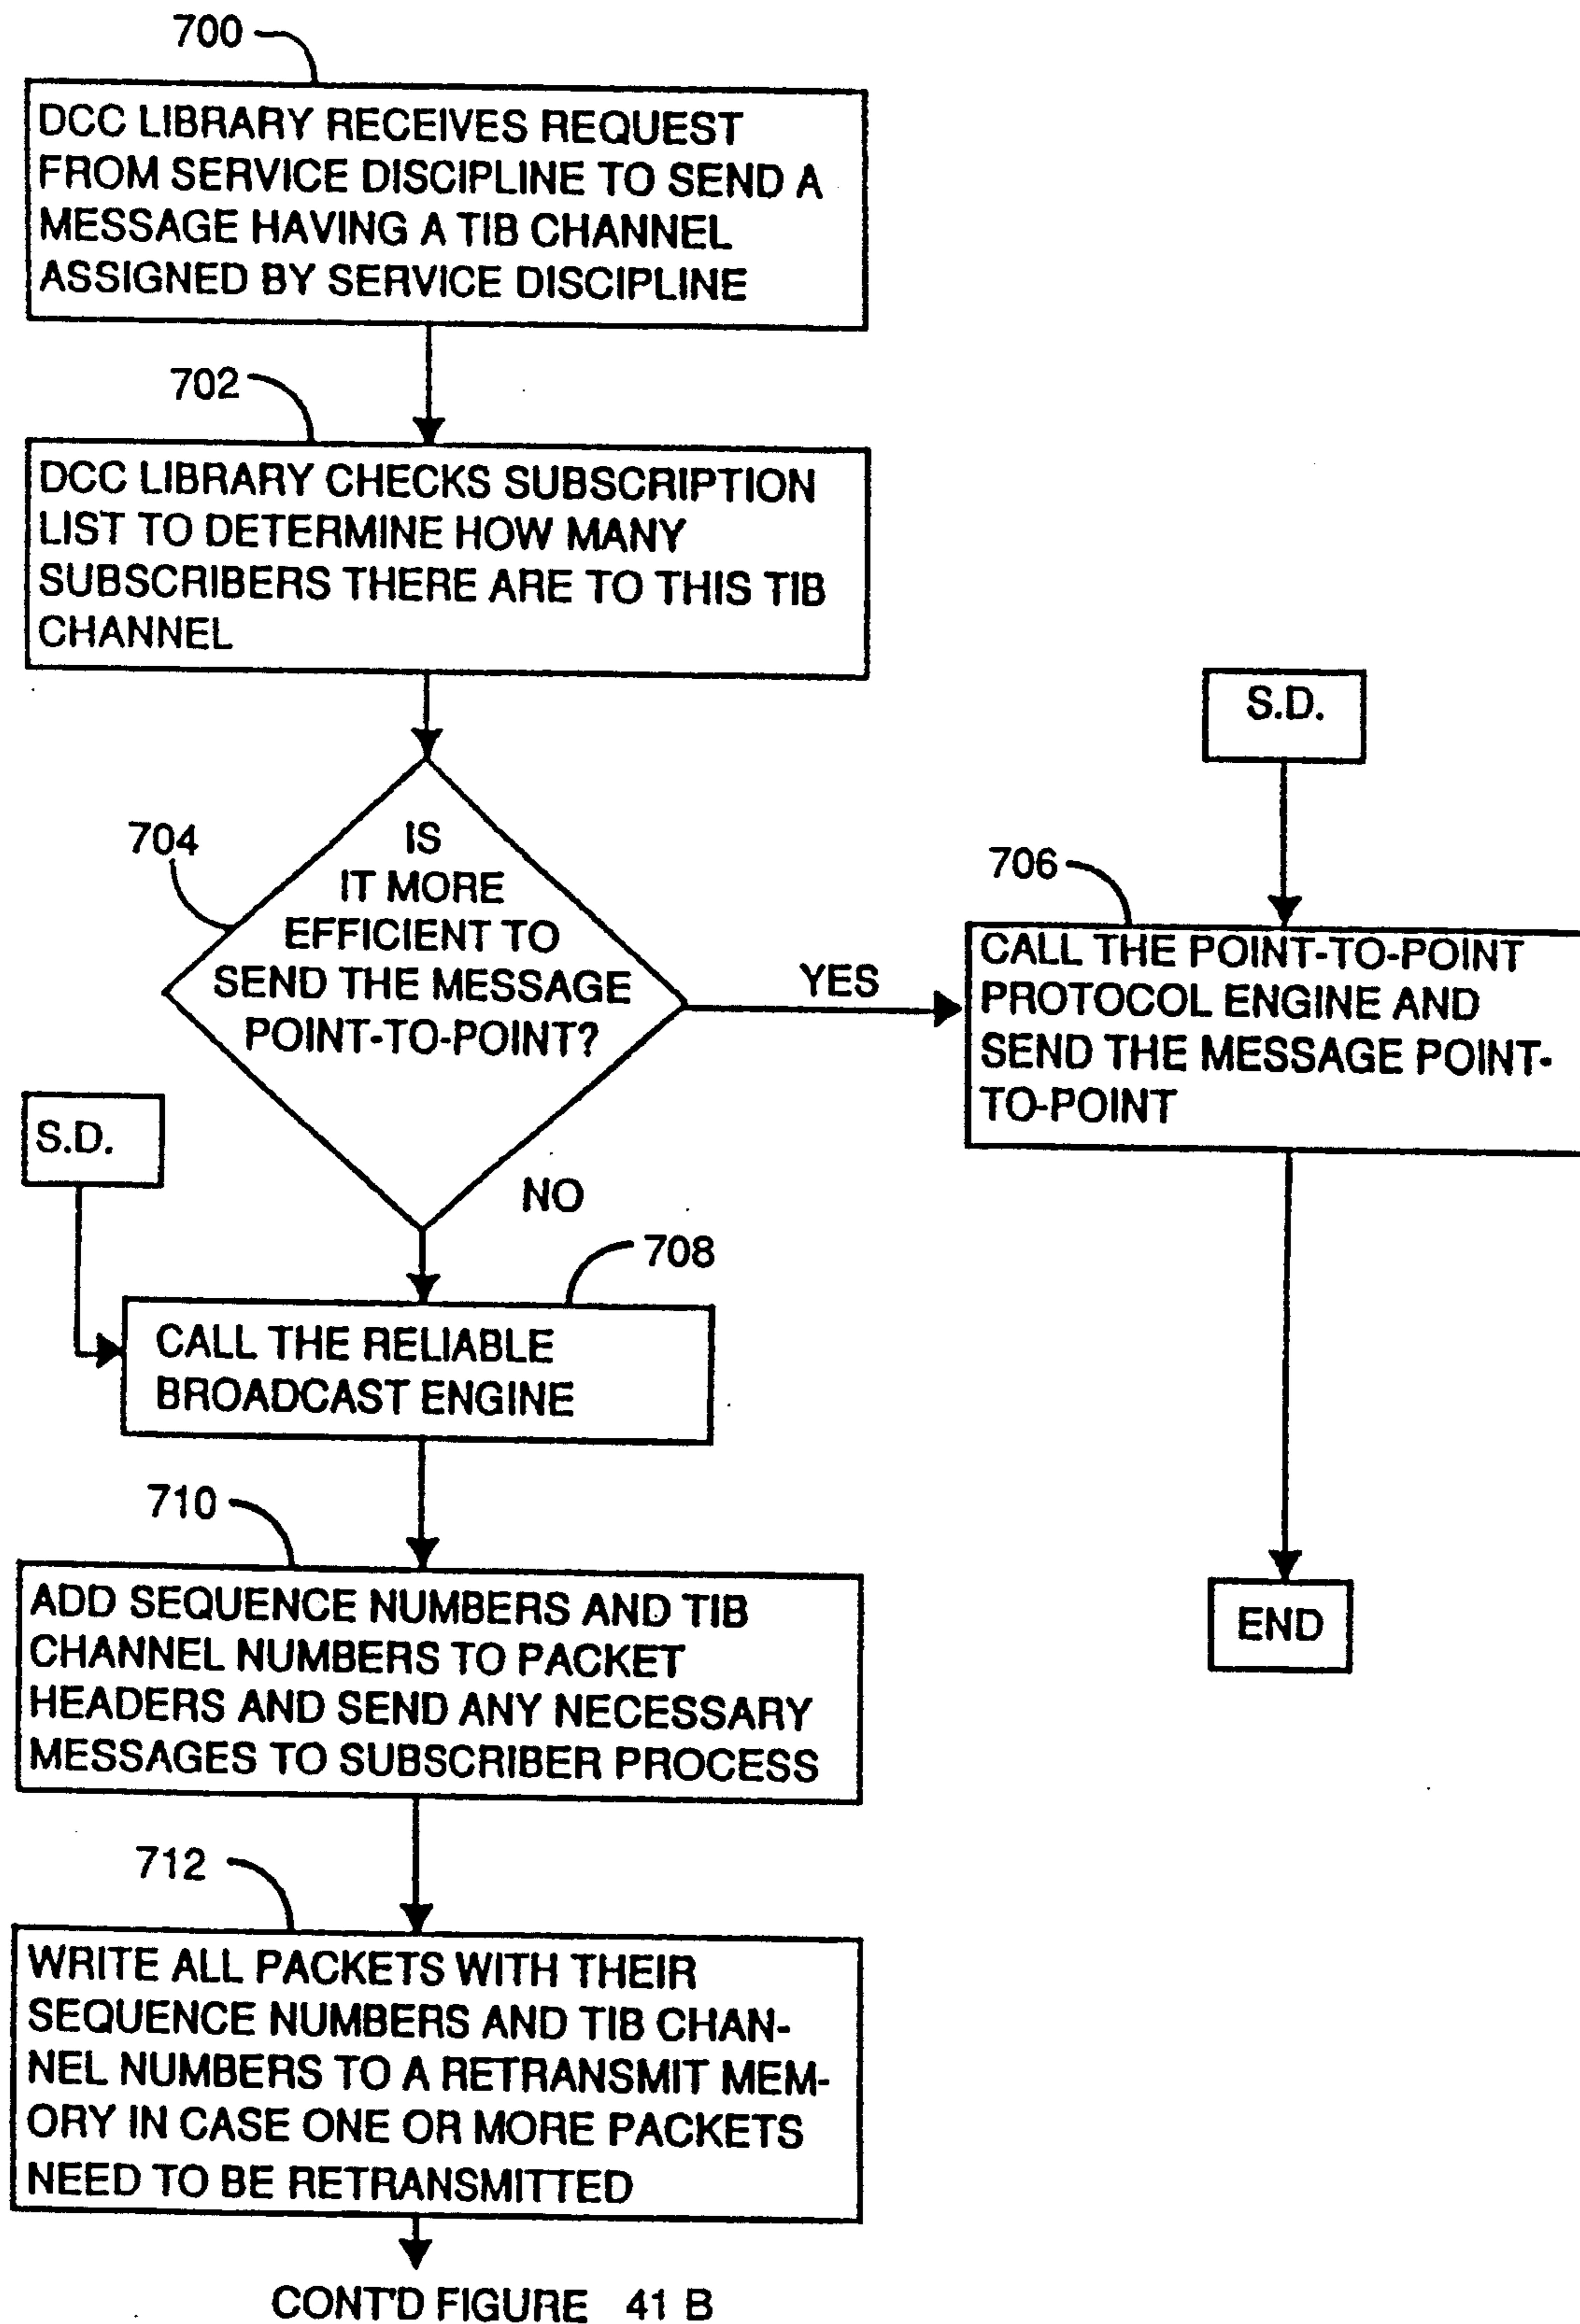 700
DCC LIBRARY RECEIVES REQUEST
FROM SERVICE DISCIPLINE TO SEND A
MESSAGE HAVING A TIB CHANNEL
ASSIGNED BY SERVICE DISCIPLINE
702
DCC LIBRARY CHECKS SUBSCRIPTION
LIST TO DETERMINE HOW MANY
SUBSCRIBERS THERE ARE TO THIS TIB
CHANNEL
704
IS
IT MORE
EFFICIENT TO
SEND THE MESSAGE
POINT-TO-POINT?
YES
S.D.
706
CALL THE POINT-TO-POINT
PROTOCOL ENGINE AND
SEND THE MESSAGE POINT-
TO-POINT
END
S.D.
NO
708
CALL THE RELIABLE
BROADCAST ENGINE
710
ADD SEQUENCE NUMBERS AND TIB
CHANNEL NUMBERS TO PACKET
HEADERS AND SEND ANY NECESSARY
MESSAGES TO SUBSCRIBER PROCESS
712
WRITE ALL PACKETS WITH THEIR
SEQUENCE NUMBERS AND TIB CHAN-
NEL NUMBERS TO A RETRANSMIT MEM-
ORY IN CASE ONE OR MORE PACKETS
NEED TO BE RETRANSMITTED
CONT'D FIGURE 41 B